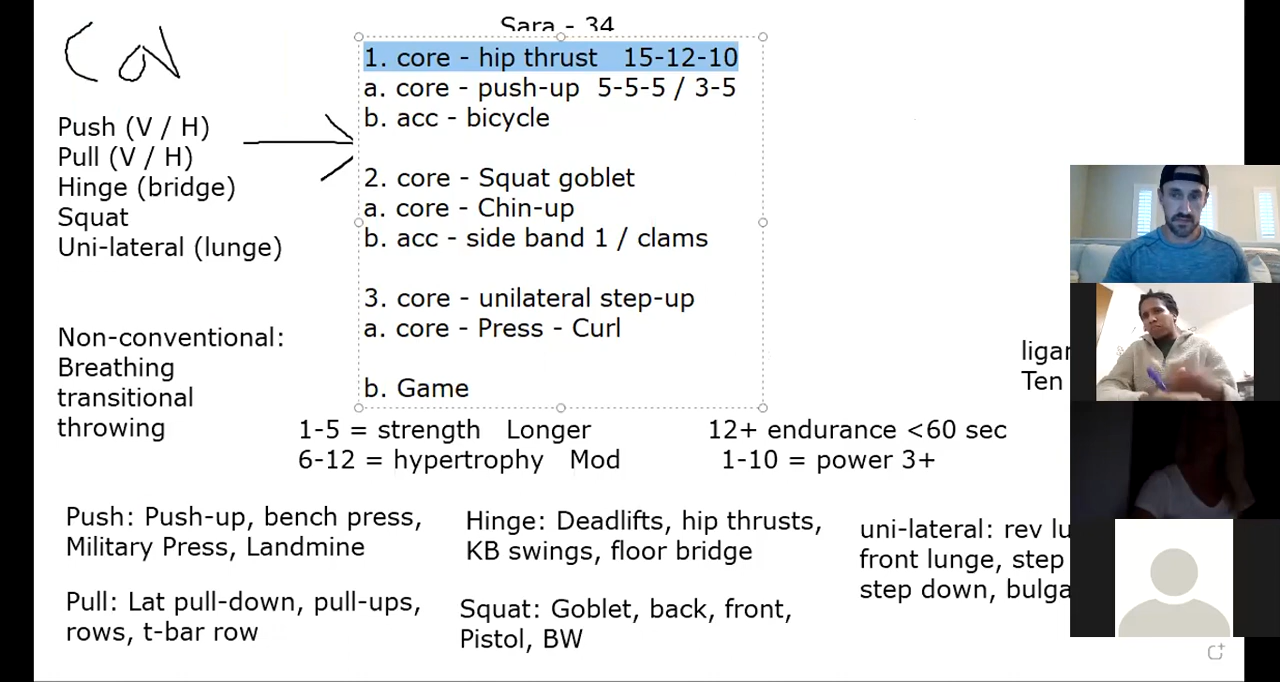 Sara - 34
1. core - hip thrust 15-12-10
a. core - push-up 5-5-5 / 3-5
b. acc - bicycle
2. core - Squat goblet
a. core - Chin-up
b. acc - side band 1 / clams
3. core - unilateral step-up
a. core - Press - Curl
b. Game
Push (V / H)
Pull (V / H)
Hinge (bridge)
Squat
Uni-lateral (lunge)
Non-conventional:
Breathing
transitional
throwing
1-5 = strength Longer
6-12 = hypertrophy Mod
12+ endurance <60 sec
1-10 = power 3+
Ten
Push: Push-up, bench press,
Military Press, Landmine
Pull: Lat pull-down, pull-ups,
rows, t-bar row
Hinge: Deadlifts, hip thrusts,
KB swings, floor bridge
Squat: Goblet, back, front,
Pistol, BW
uni-lateral: rev
front lunge, step
step down,